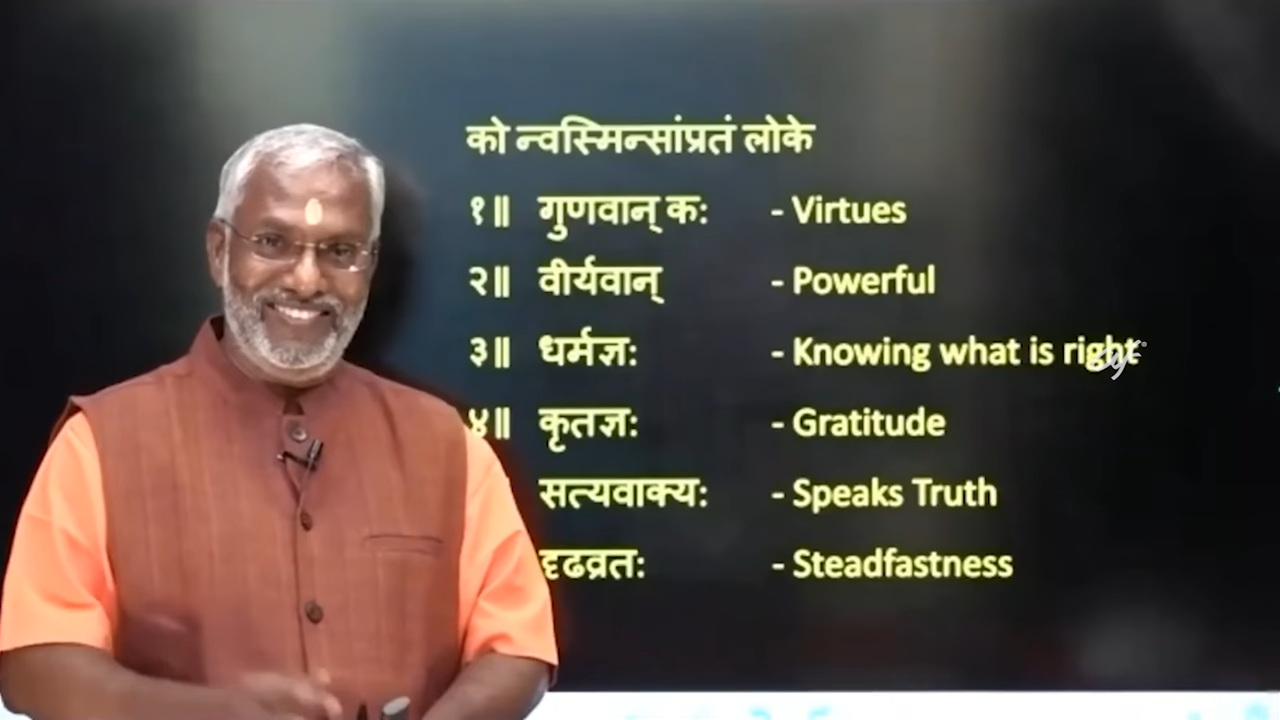 को न्वस्मिन्सांप्रतं लोके
१॥ गुणवान् कः - Virtues
२॥ वीर्यवान् - Powerful
३॥ धर्मज्ञः - Knowing what is right
४॥ कृतज्ञः - Gratitude
सत्यवाक्यः - Speaks Truth
दृढव्रतः - Steadfastness